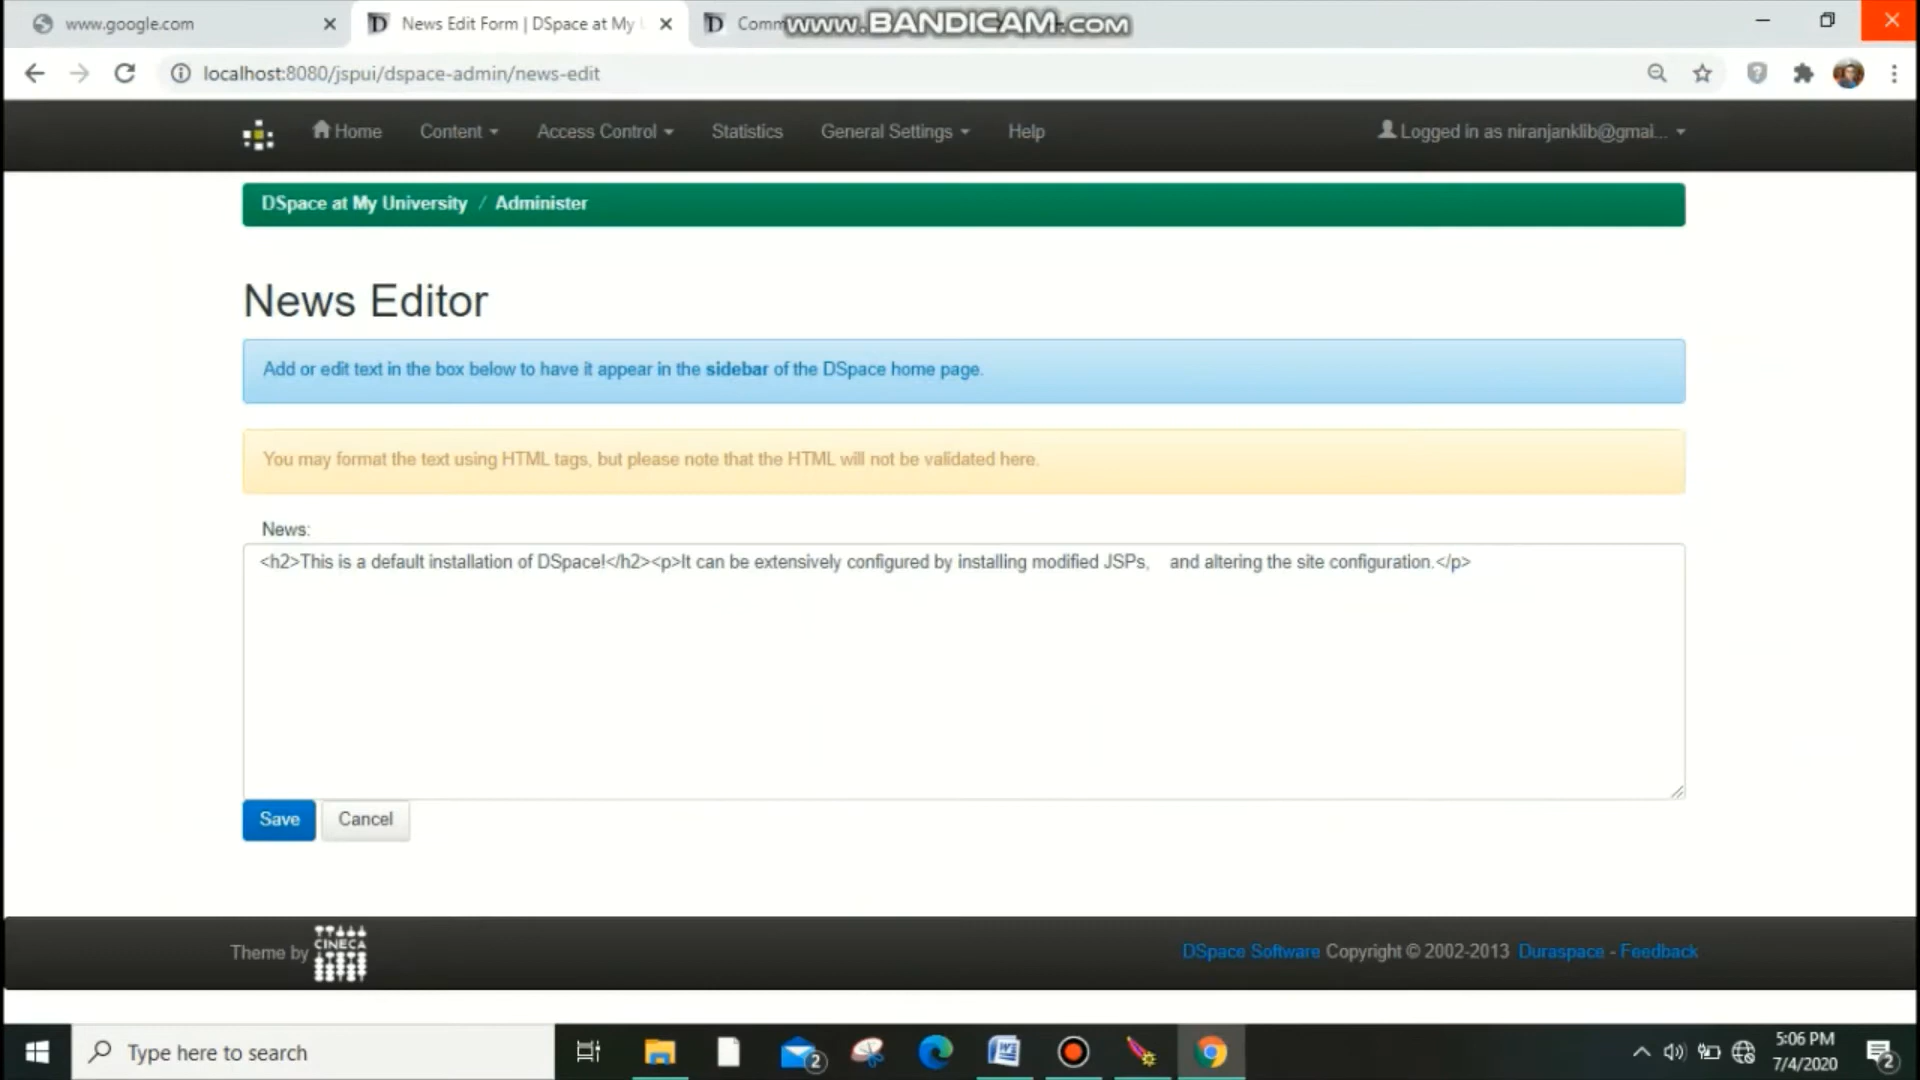 www.google.com
News Edit Form | DSpace at My U
Comm
www.BANDICAM.com
localhost:8080/jspui/dspace-admin/news-edit
Home
Content
Access Control
Statistics
General Settings
Help
Logged in as niranjanklib@gmai...
DSpace at My University / Administer
News Editor
Add or edit text in the box below to have it appear in the sidebar of the DSpace home page.
You may format the text using HTML tags, but please note that the HTML will not be validated here.
News:
<h2>This is a default installation of DSpace!</h2><p>It can be extensively configured by installing modified JSPs, and altering the site configuration.</p>
Save
Cancel
Theme by
CINECA
DSpace Software Copyright © 2002-2013 Duraspace - Feedback
Type here to search
2
5:06 PM
7/4/2020
2